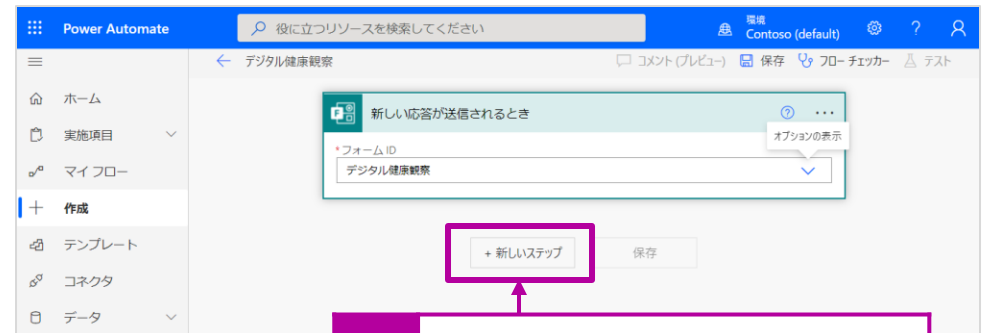 Power Automate
役に立つリソースを検索してください
環境
Contoso (default)
?
デジタル健康観察
コメント (プレビュー)
保存
フロー チェッカー
テスト
ホーム
実施項目
マイ フロー
作成
テンプレート
コネクタ
データ
新しい応答が送信されるとき
オプションの表示
*フォーム ID
デジタル健康観察
+ 新しいステップ
保存